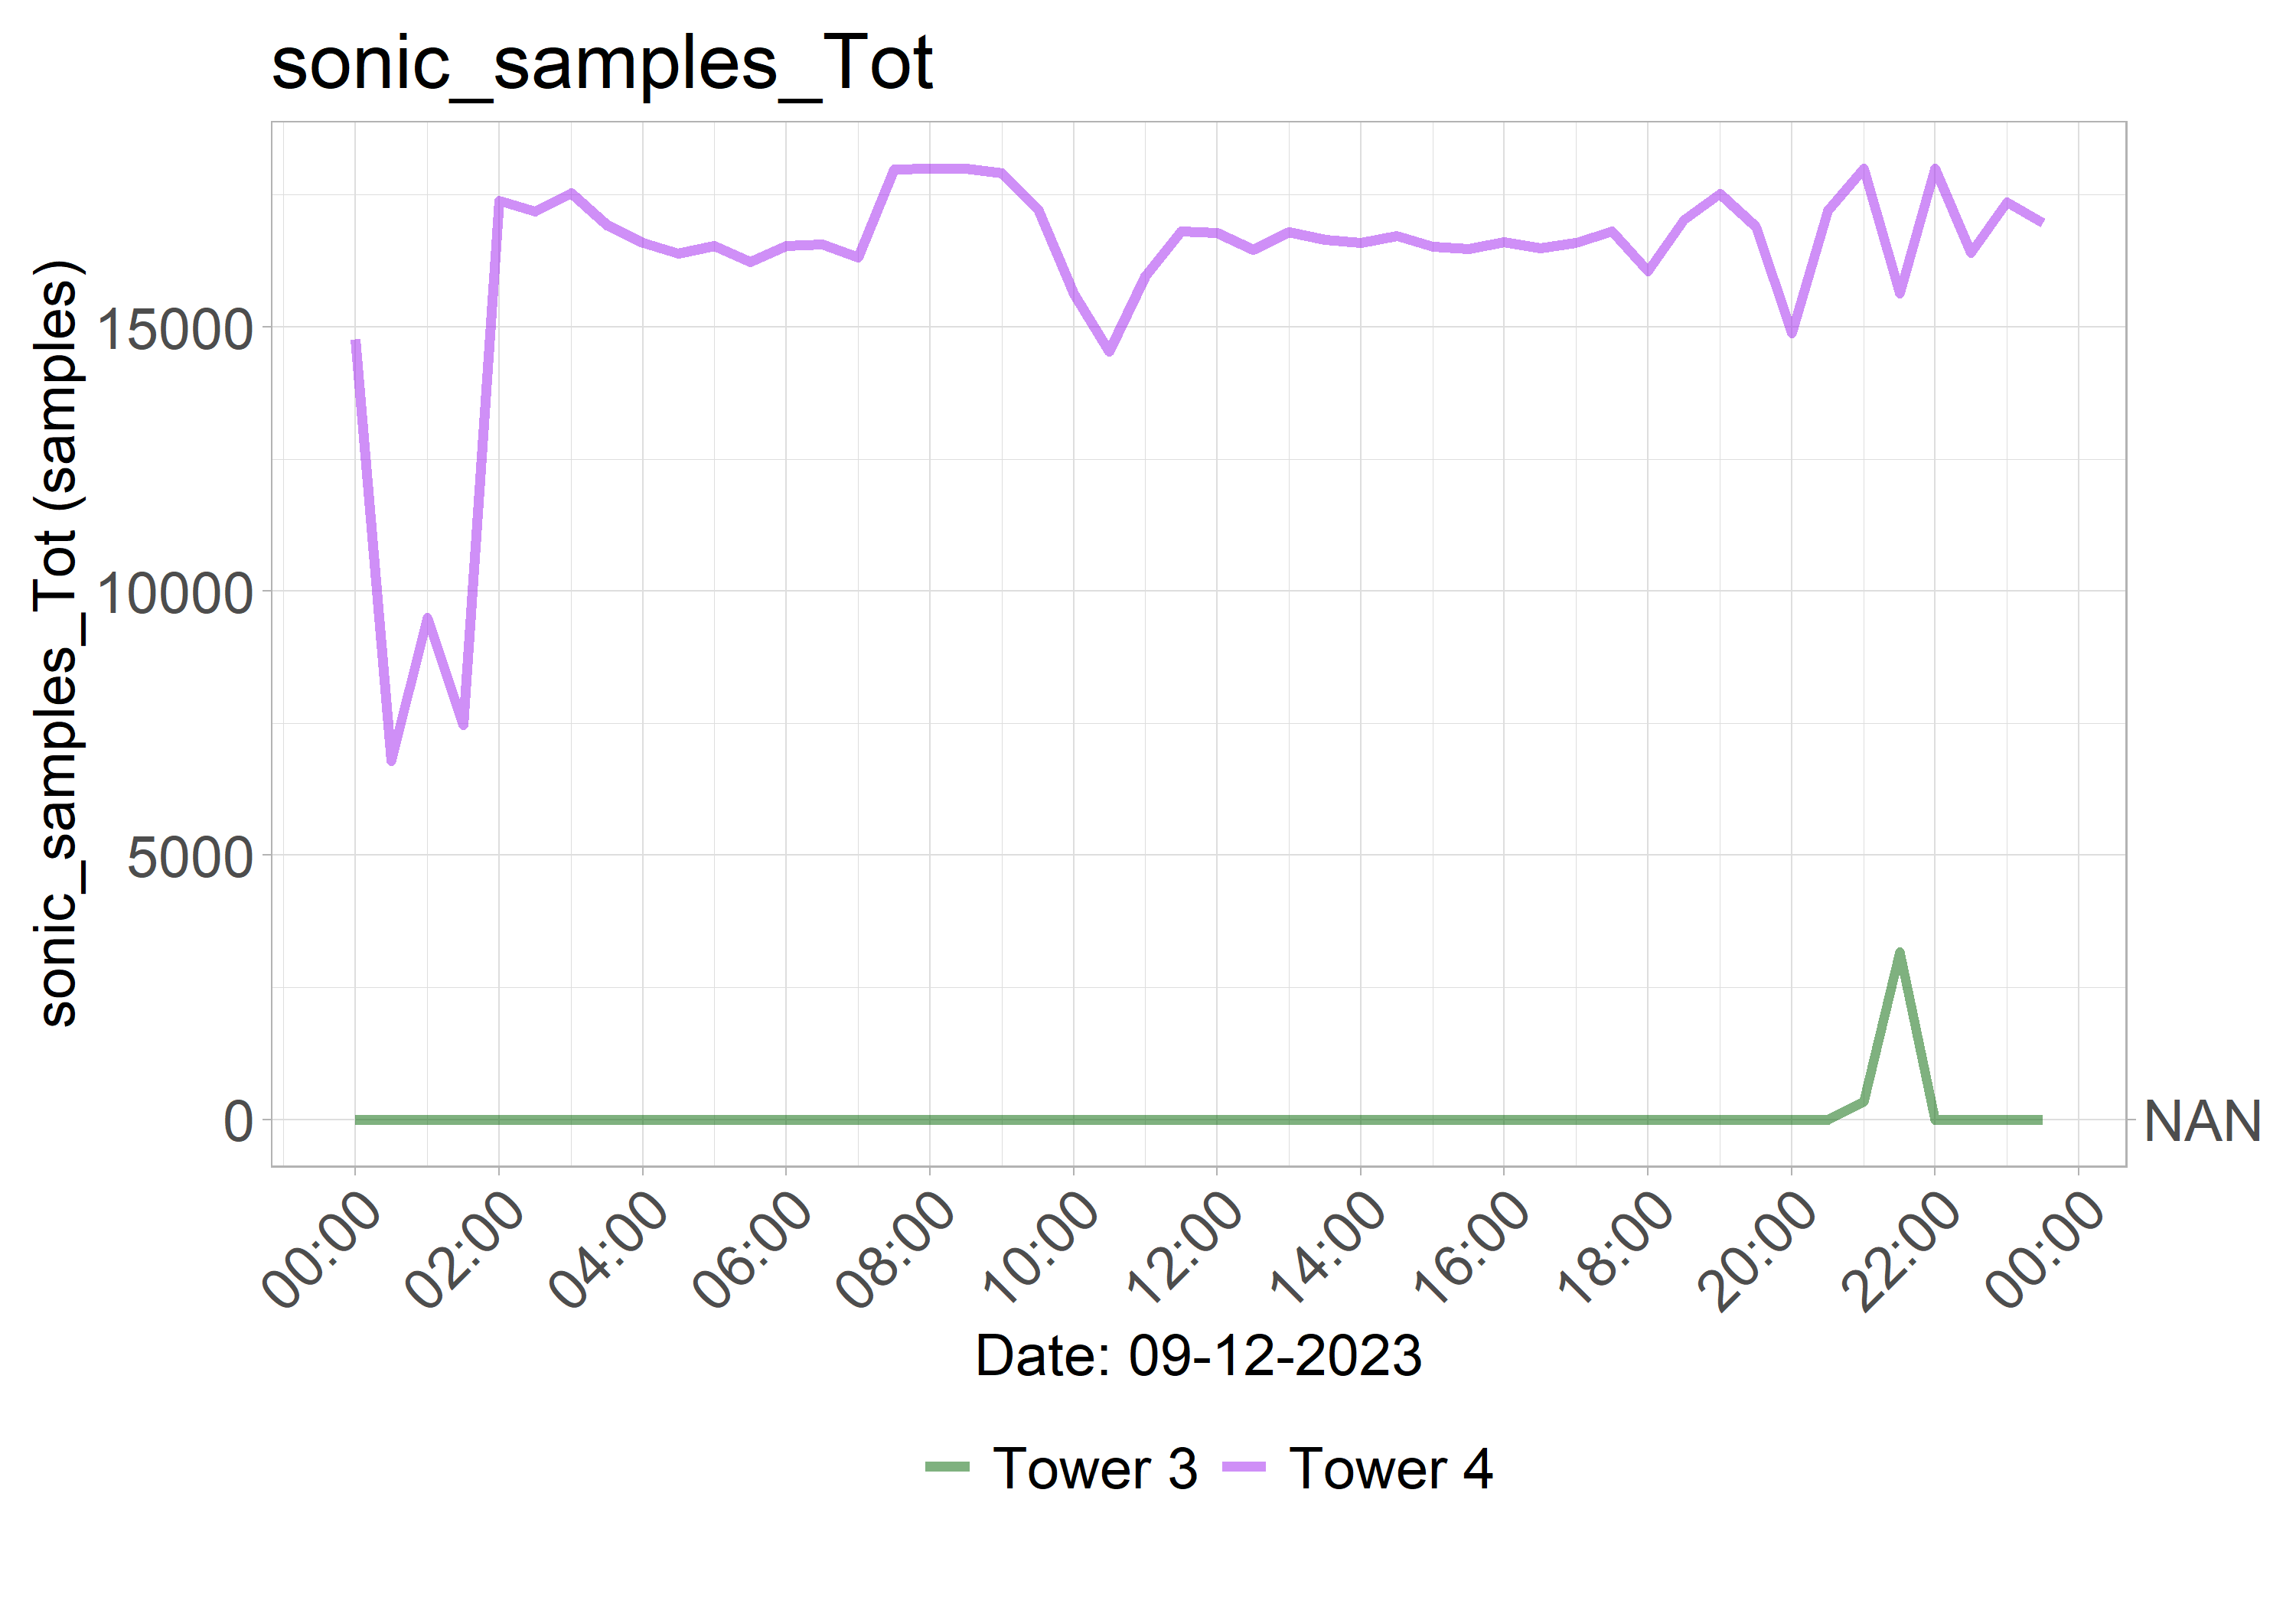 sonic_samples_Tot
sonic_samples_Tot (samples)
15000
10000
5000
0
NAN
00:00
02:00
04:00
06:00
08:00
10:00
12:00
14:00
16:00
18:00
20:00
22:00
00:00
Date: 09-12-2023
Tower 3
Tower 4